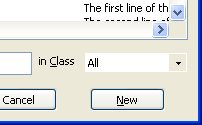 The first line of th
The second line of
in Class All
Cancel New